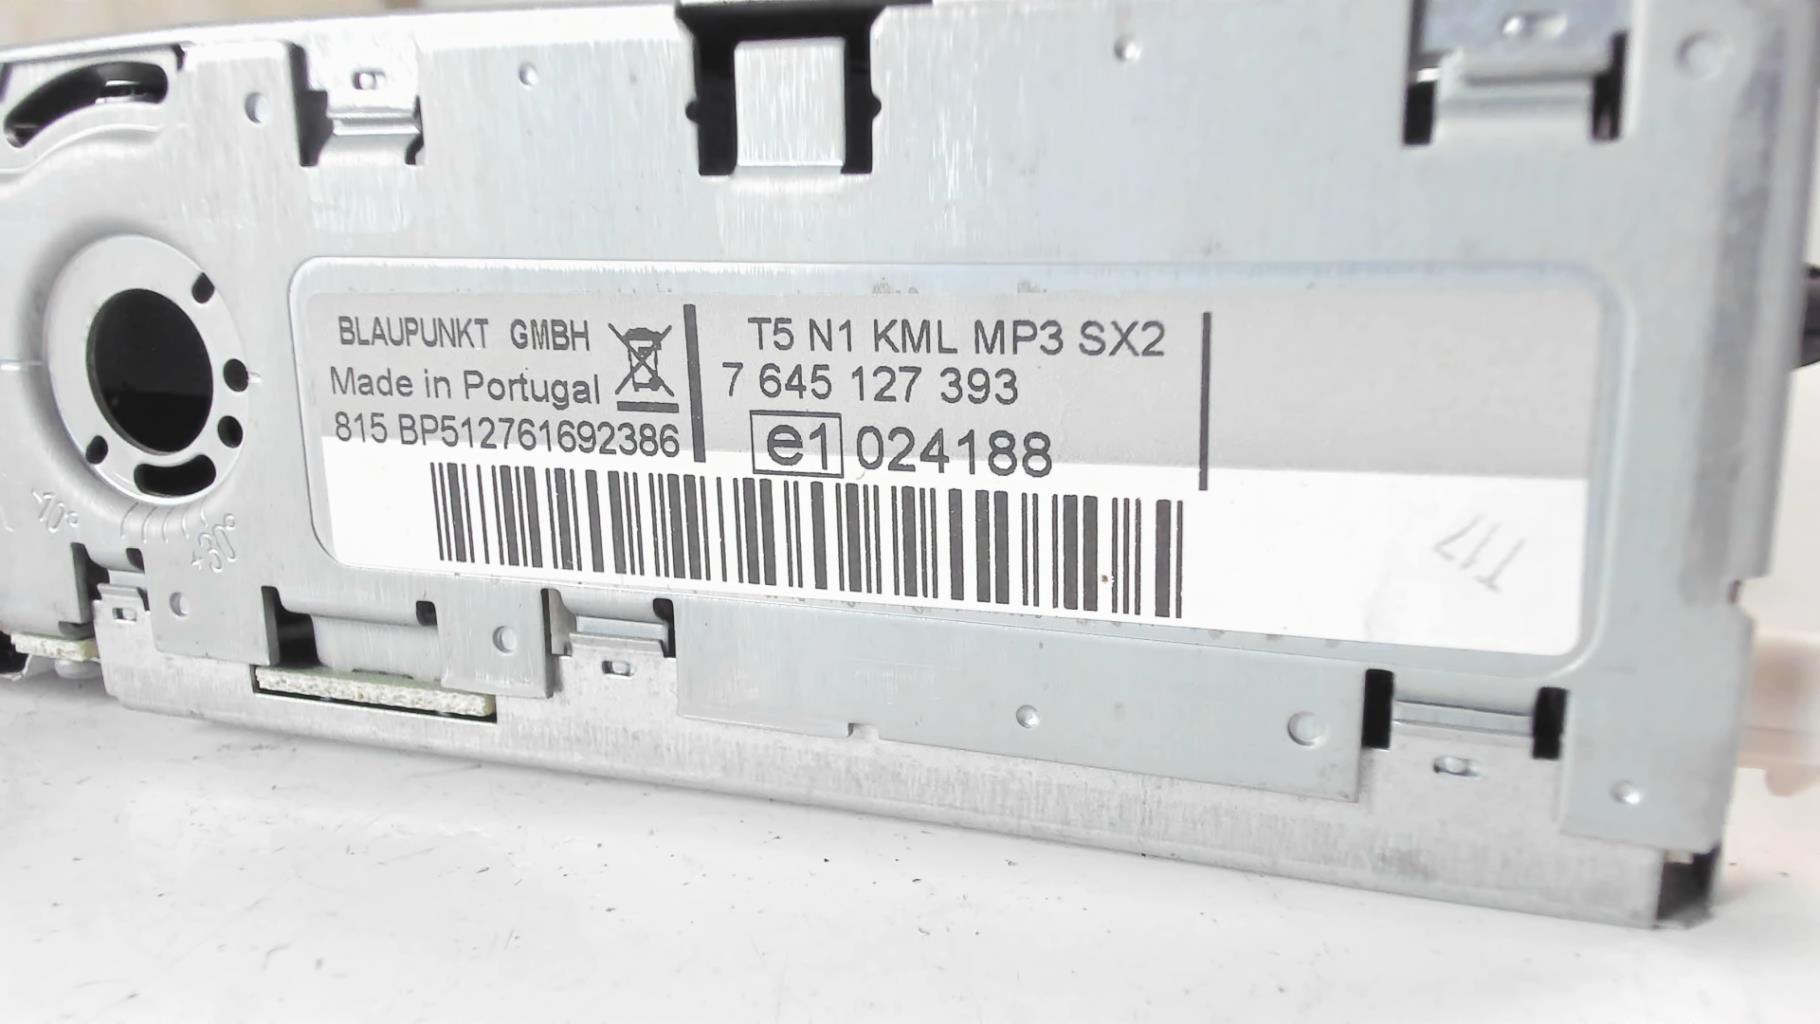 BLAUPUNKT GMBH
Made in Portugal
815 BP512761692386
T5 N1 KML MP3 SX2
7 645 127 393
e1 024188
T17
+30°